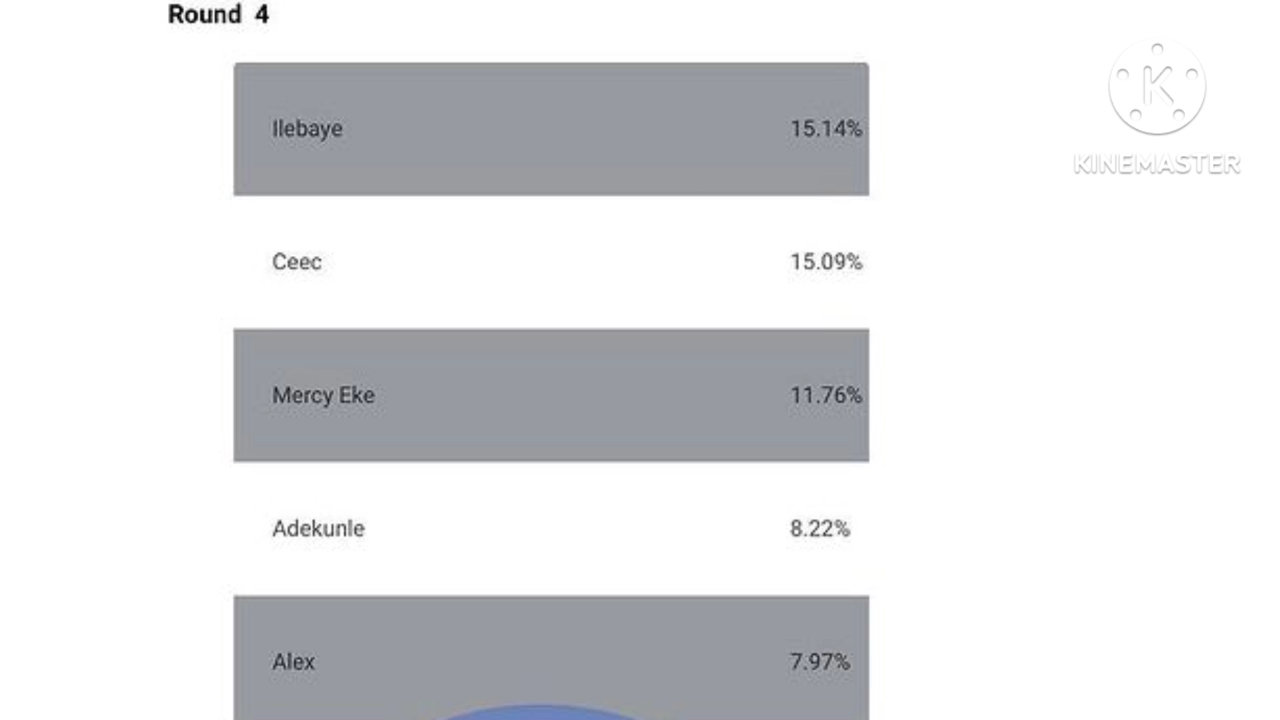 Round 4
Ilebaye 15.14%
Ceec 15.09%
Mercy Eke 11.76%
Adekunle 8.22%
Alex 7.97%
K
KINEMASTER